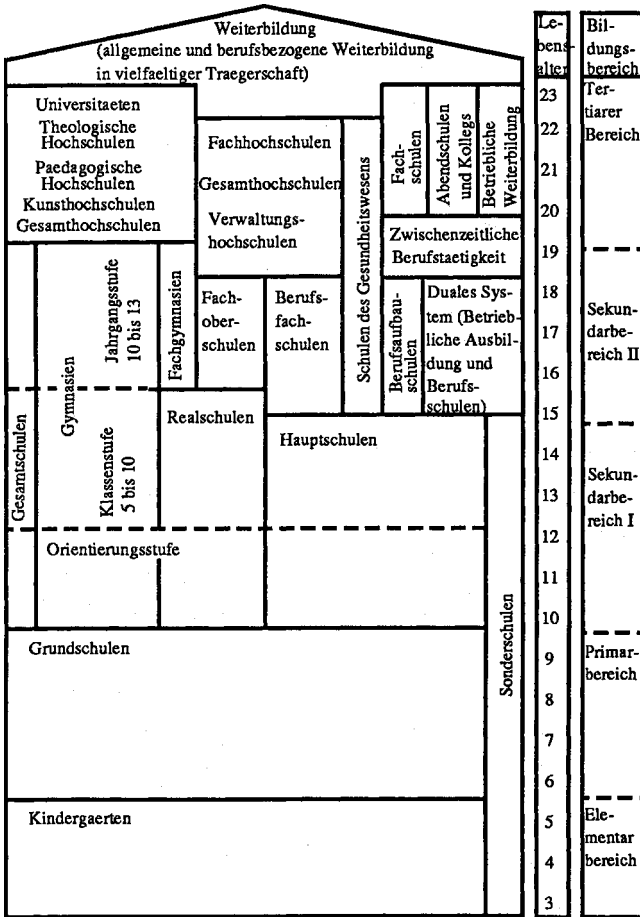 Weiterbildung
(allgemeine und berufsbezogene Weiterbildung
in vielfaeltiger Traegerschaft)
Universitaeten
Theologische
Hochschulen
Paedagogische
Hochschulen
Kunsthochschulen
Gesamthochschulen
Fachhochschulen
Gesamthochschulen
Verwaltungs-
hochschulen
Schulen des Gesundheitswesens
Fach-
schulen
Abendschulen
und Kollegs
Betriebliche
Weiterbildung
Zwischenzeitliche
Berufstaetigkeit
Gesamtschulen
Gymnasien
Jahrgangsstufe
10 bis 13
Klassenstufe
5 bis 10
Fachgymnasien
Fach-
ober-
schulen
Berufs-
fach-
schulen
Berufsaufbau-
schulen
Duales Sys-
tem (Betrieb-
liche Ausbil-
dung und
Berufs-
schulen)
Realschulen
Hauptschulen
Orientierungsstufe
Grundschulen
Kindergaerten
Sonderschulen
Le-
bens-
alter
23
22
21
20
19
18
17
16
15
14
13
12
11
10
9
8
7
6
5
4
3
Bil-
dungs-
bereich
Ter-
tiarer
Bereich
Sekun-
darbe-
reich II
Sekun-
darbe-
reich I
Primar-
bereich
Ele-
mentar
bereich